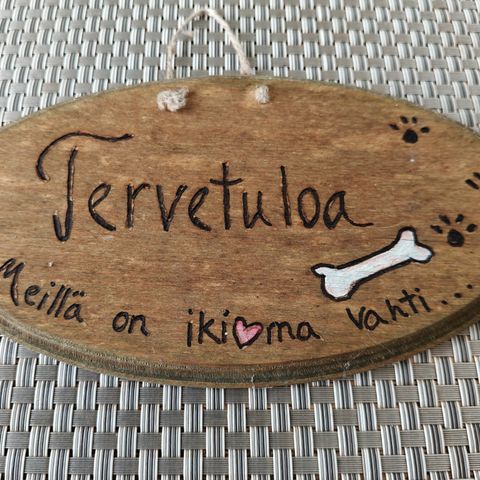 Tervetuloa
Meillä on iki♥ma vahti...